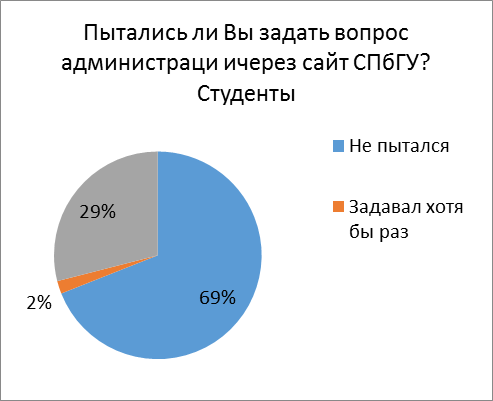 Пытались ли Вы задать вопрос
администраци ичерез сайт СПбГУ?
Студенты
Не пытался
Задавал хотя
бы раз
29%
2%
69%